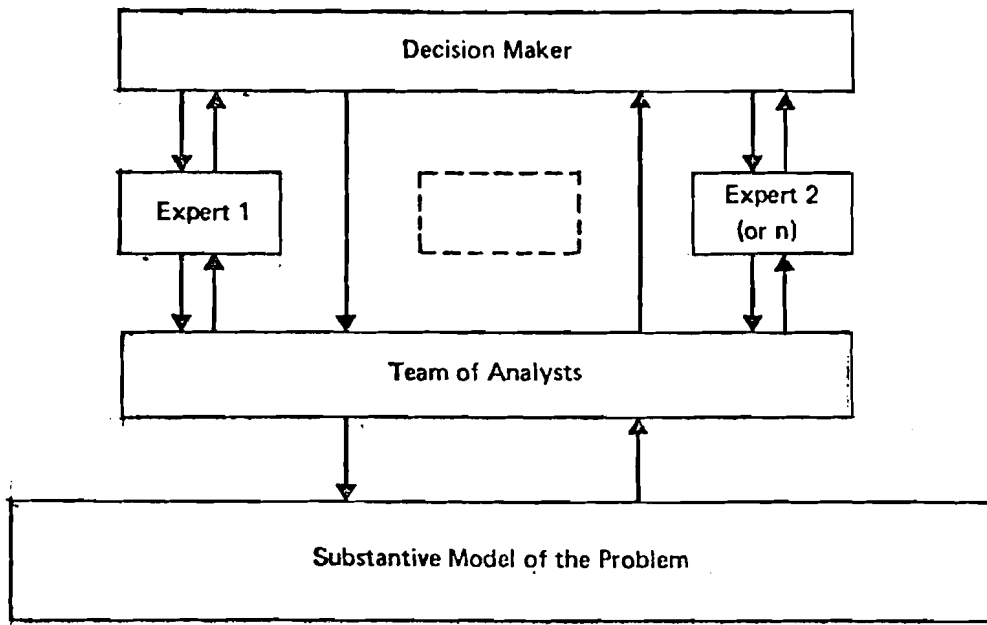 Decision Maker
Expert 1
Expert 2
(or n)
Team of Analysts
Substantive Model of the Problem